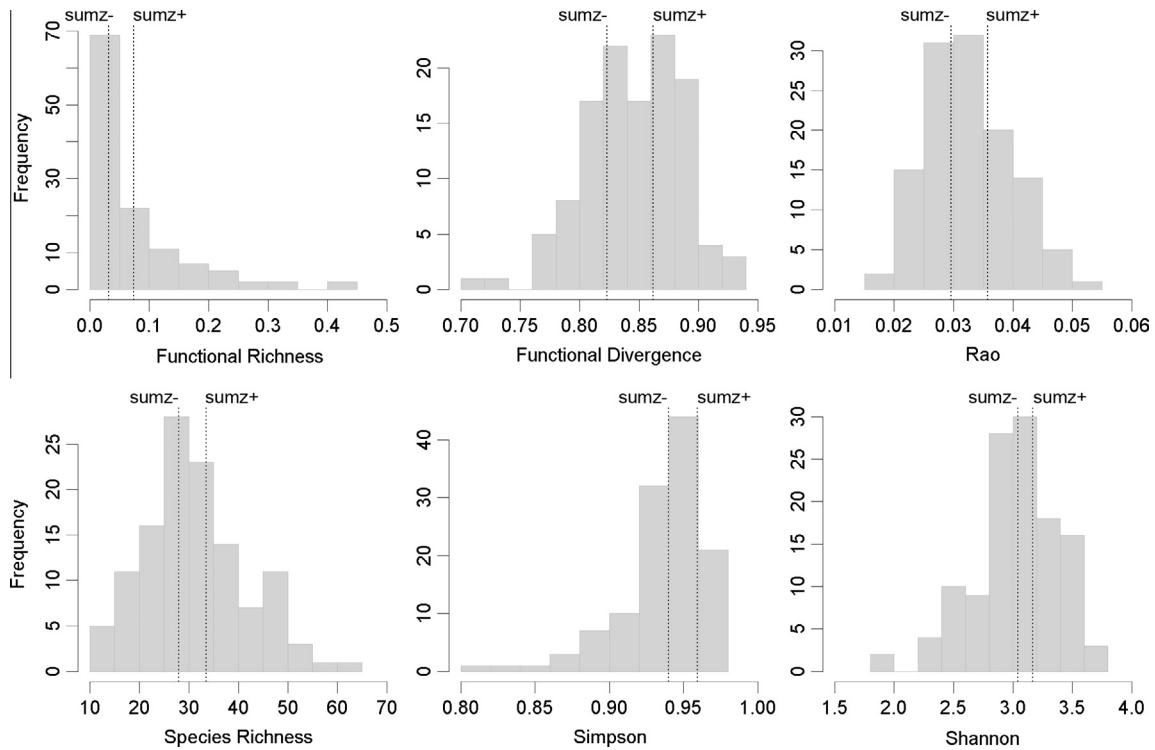 sumz- sumz+ sumz- sumz+ sumz- sumz+
Frequency
70
50
30
10
0
0.0 0.1 0.2 0.3 0.4 0.5
Functional Richness
20
15
10
5
0
0.70 0.75 0.80 0.85 0.90 0.95
Functional Divergence
30
25
20
15
10
5
0
0.01 0.02 0.03 0.04 0.05 0.06
Rao
sumz- sumz+ sumz- sumz+ sumz- sumz+
Frequency
25
20
15
10
5
0
10 20 30 40 50 60 70
Species Richness
40
30
20
10
0
0.80 0.90 0.95 1.00
Simpson
30
25
20
15
10
5
0
1.5 2.0 2.5 3.0 3.5 4.0
Shannon